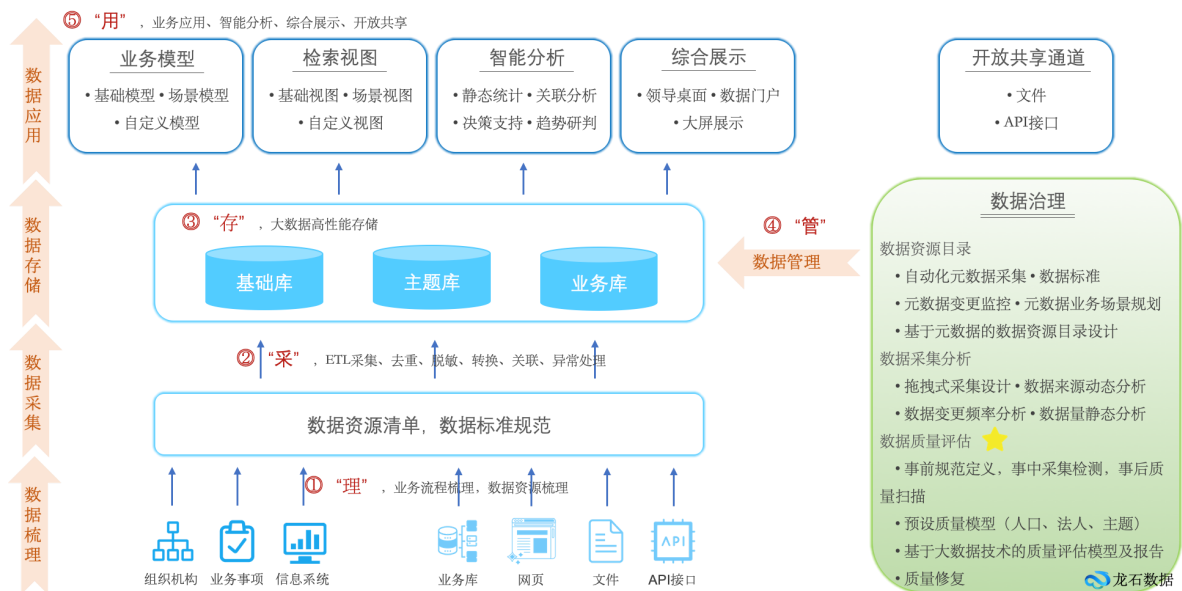 ⑤ “用” ，业务应用、智能分析、综合展示、开放共享
数据应用
业务模型
• 基础模型 • 场景模型
• 自定义模型
检索视图
• 基础视图 • 场景视图
• 自定义视图
智能分析
• 静态统计 • 关联分析
• 决策支持 • 趋势研判
综合展示
• 领导桌面 • 数据门户
• 大屏展示
开放共享通道
• 文件
• API接口
数据存储
③ “存” ，大数据高性能存储
基础库
主题库
业务库
④ “管”
数据管理
数据采集
② “采” ，ETL采集、去重、脱敏、转换、关联、异常处理
数据资源清单，数据标准规范
数据梳理
① “理” ，业务流程梳理，数据资源梳理
组织机构
业务事项
信息系统
业务库
网页
API
文件
API接口
数据治理
数据资源目录
• 自动化元数据采集 • 数据标准
• 元数据变更监控 • 元数据业务场景规划
• 基于元数据的数据资源目录设计
数据采集分析
• 拖拽式采集设计 • 数据来源动态分析
• 数据变更频率分析 • 数据量静态分析
数据质量评估
• 事前规范定义，事中采集检测，事后质
量扫描
• 预设质量模型（人口、法人、主题）
• 基于大数据技术的质量评估模型及报告
• 质量修复
龙石数据